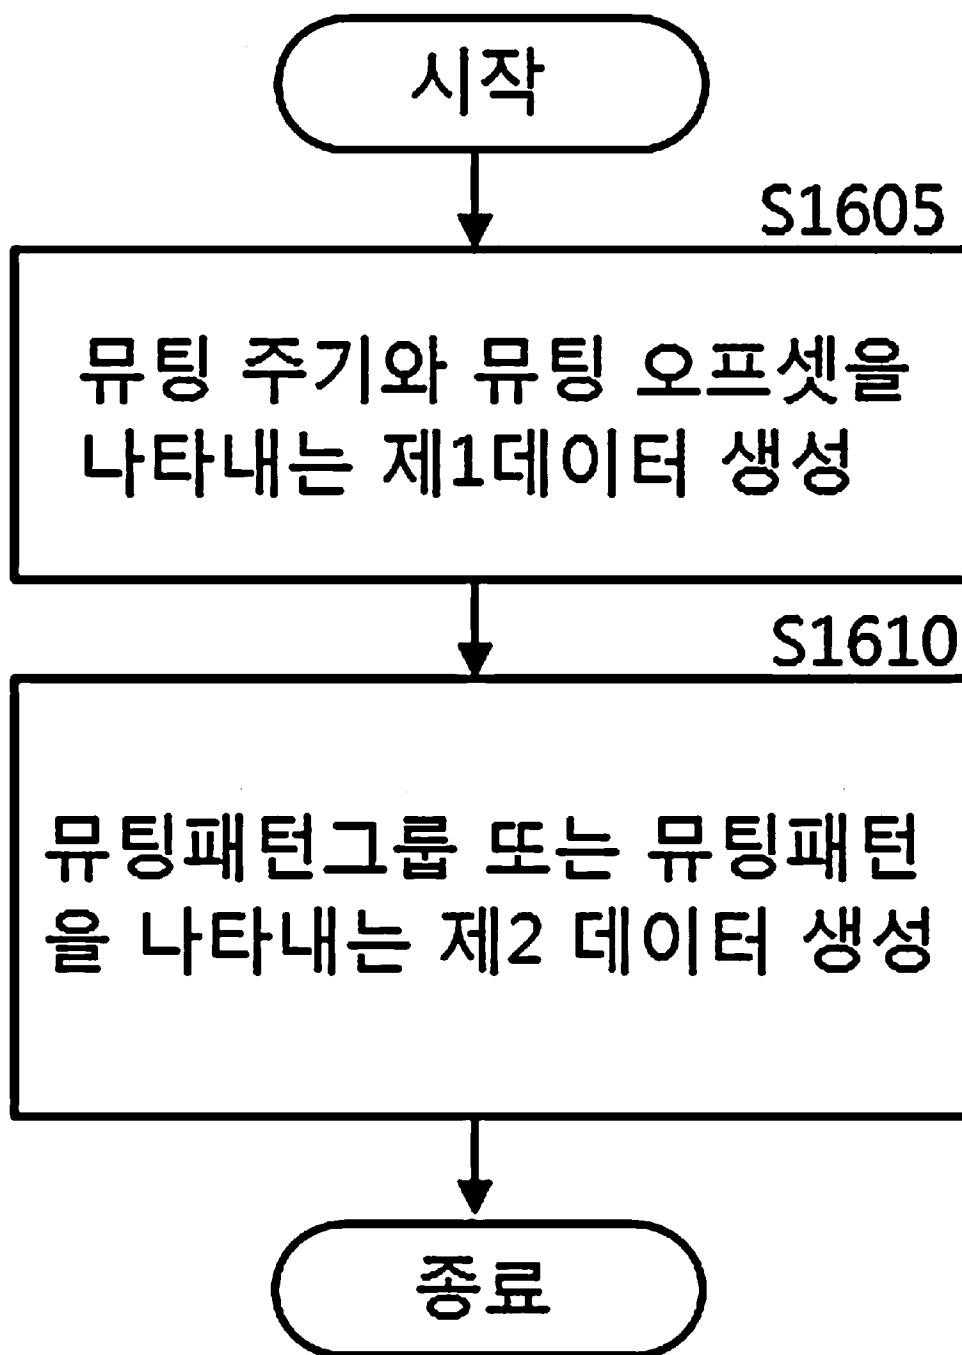 시작
S1605
뮤팅 주기와 뮤팅 오프셋을
나타내는 제1데이터 생성
S1610
뮤팅패턴그룹 또는 뮤팅패턴
을 나타내는 제2 데이터 생성
종료